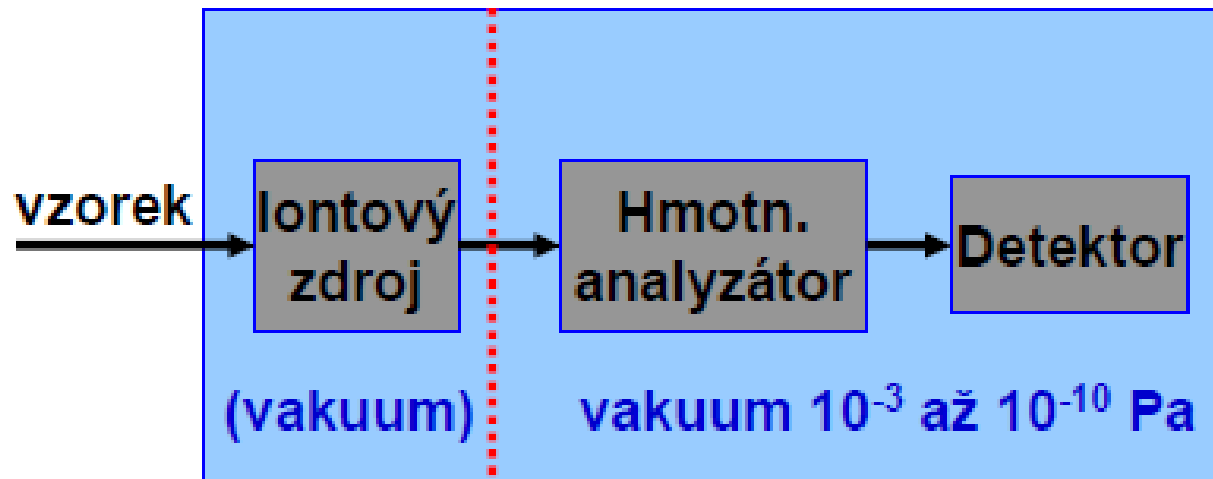 vzorek
Iontový
zdroj
Hmotn.
analyzátor
Detektor
(vakuum)
vakuum 10⁻³ až 10⁻¹⁰ Pa